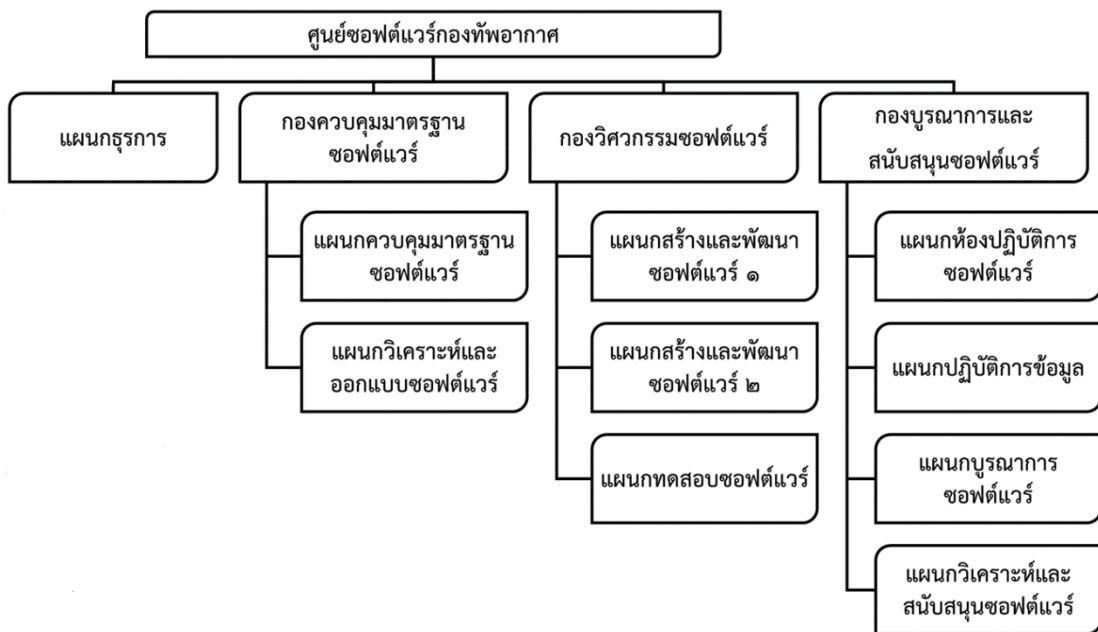 ศูนย์ซอฟต์แวร์กองทัพอากาศ
แผนกธุรการ
กองควบคุมมาตรฐาน
ซอฟต์แวร์
กองวิศวกรรมซอฟต์แวร์
กองบูรณาการและ
สนับสนุนซอฟต์แวร์
แผนกควบคุมมาตรฐาน
ซอฟต์แวร์
แผนกวิเคราะห์และ
ออกแบบซอฟต์แวร์
แผนกสร้างและพัฒนา
ซอฟต์แวร์ ๑
แผนกสร้างและพัฒนา
ซอฟต์แวร์ ๒
แผนกทดสอบซอฟต์แวร์
แผนกห้องปฏิบัติการ
ซอฟต์แวร์
แผนกปฏิบัติการข้อมูล
แผนกบูรณาการ
ซอฟต์แวร์
แผนกวิเคราะห์และ
สนับสนุนซอฟต์แวร์